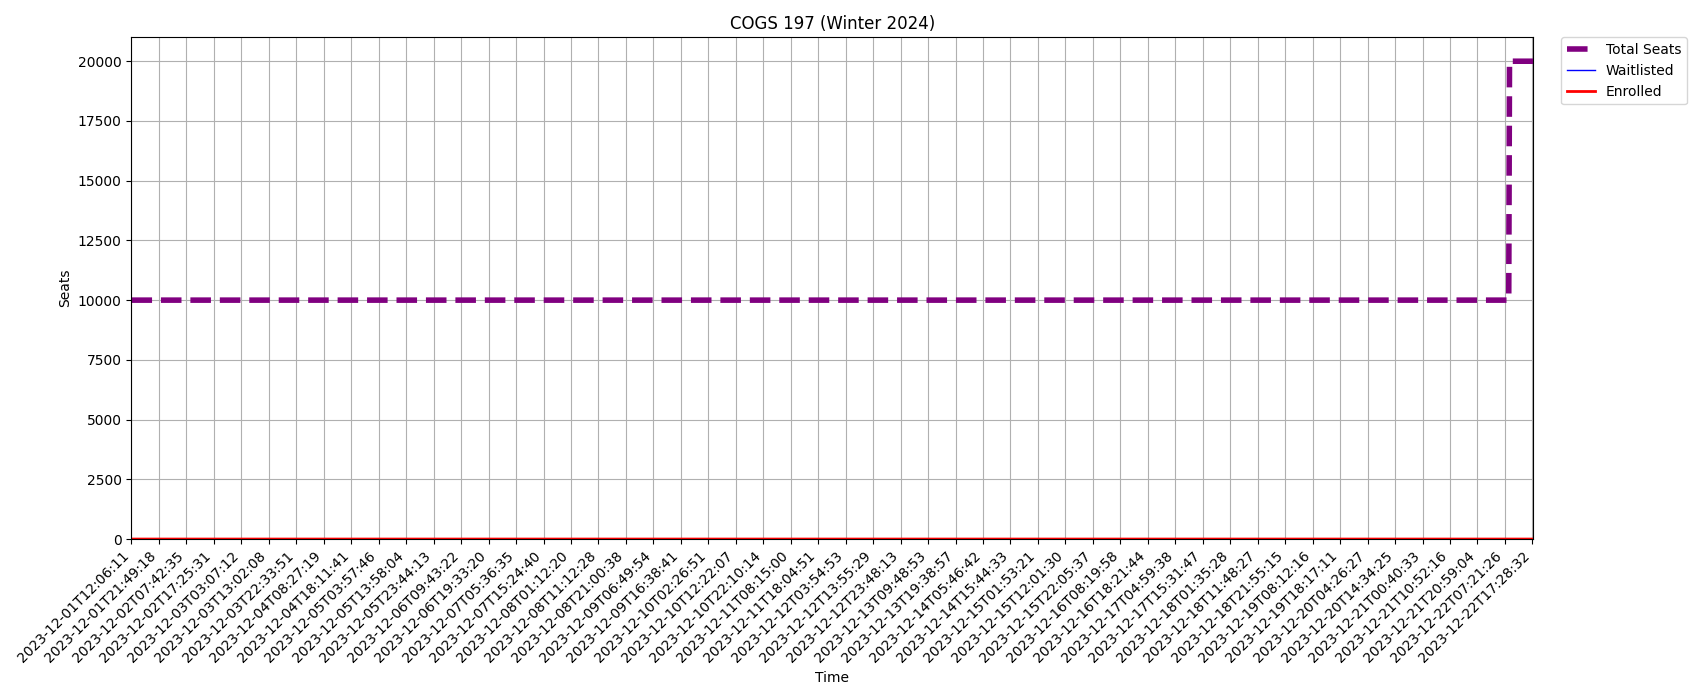 COGS 197 (Winter 2024)
Total Seats
Waitlisted
Enrolled
Seats
20000
17500
15000
12500
10000
7500
5000
2500
0
2023-12-01T12:06:11
2023-12-01T21:49:18
2023-12-02T07:42:35
2023-12-02T17:25:31
2023-12-03T03:07:12
2023-12-03T13:02:08
2023-12-03T22:33:51
2023-12-04T08:27:19
2023-12-04T18:11:41
2023-12-05T03:57:46
2023-12-05T13:58:04
2023-12-05T23:44:13
2023-12-06T09:43:22
2023-12-06T19:33:20
2023-12-07T05:36:35
2023-12-07T15:24:40
2023-12-08T01:12:20
2023-12-08T11:12:28
2023-12-08T21:00:38
2023-12-09T06:49:54
2023-12-09T16:38:41
2023-12-10T02:26:51
2023-12-10T12:22:07
2023-12-10T22:10:14
2023-12-11T08:15:00
2023-12-11T18:04:51
2023-12-12T03:54:53
2023-12-12T13:55:29
2023-12-12T23:48:13
2023-12-13T09:48:53
2023-12-13T19:38:57
2023-12-14T05:46:42
2023-12-14T15:44:33
2023-12-15T01:53:21
2023-12-15T12:01:30
2023-12-15T22:05:37
2023-12-16T08:19:58
2023-12-16T18:21:44
2023-12-17T04:59:38
2023-12-17T15:31:47
2023-12-18T01:35:28
2023-12-18T11:48:27
2023-12-18T21:55:15
2023-12-19T08:12:16
2023-12-19T18:17:11
2023-12-20T04:26:27
2023-12-20T14:34:25
2023-12-21T00:40:33
2023-12-21T10:52:16
2023-12-21T20:59:04
2023-12-22T07:21:26
2023-12-22T17:28:32
Time